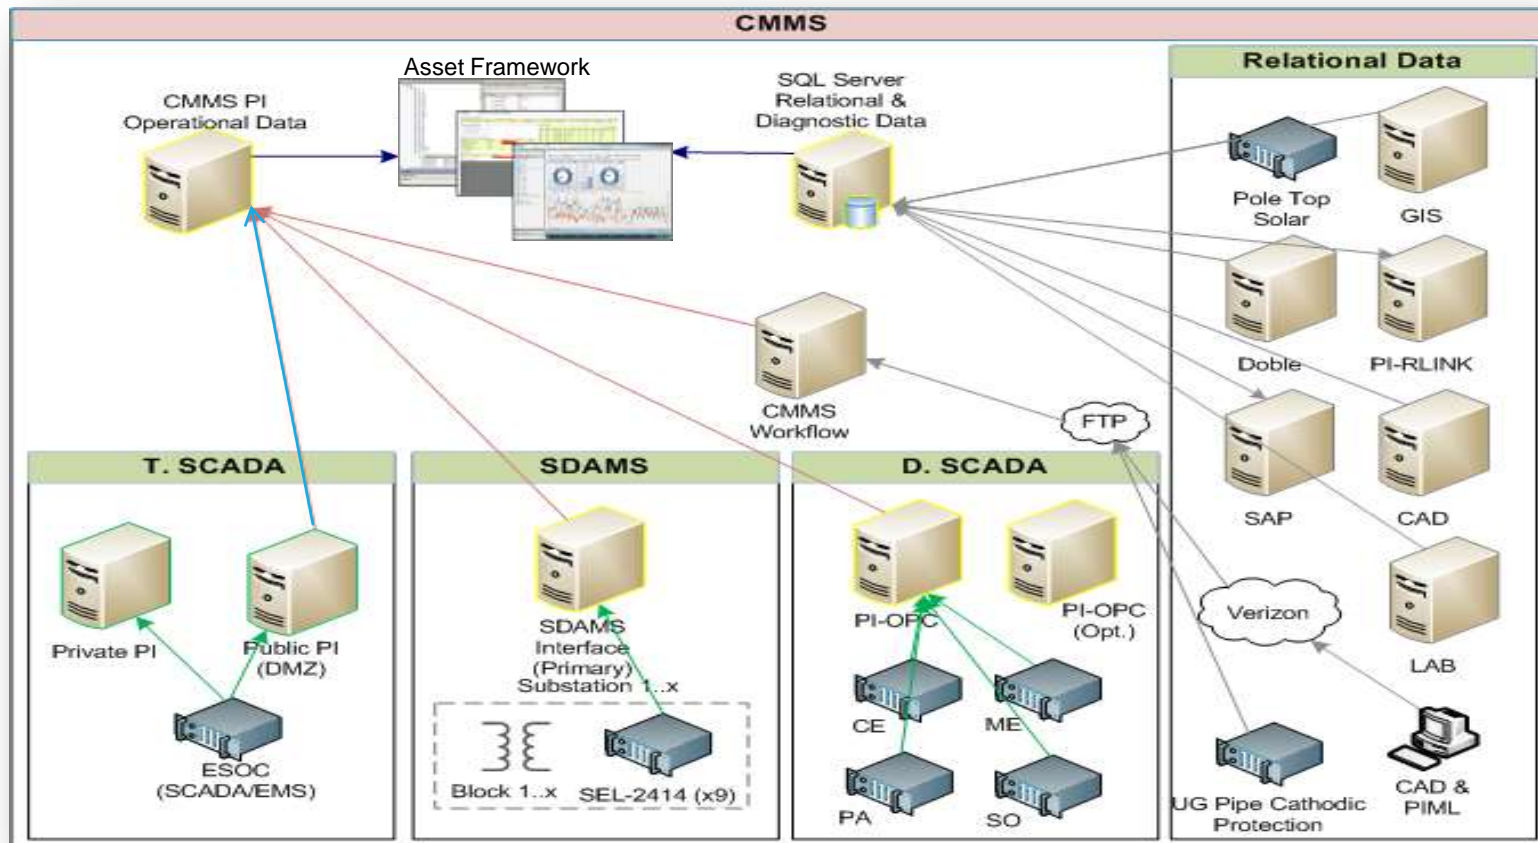 CMMS
Asset Framework
CMMS PI
Operational Data
SQL Server
Relational &
Diagnostic Data
Relational Data
Pole Top
Solar
GIS
Doble
PI-RLINK
CMMS
Workflow
FTP
SAP
CAD
T. SCADA
SDAMS
D. SCADA
Private PI
Public PI
(DMZ)
ESOC
(SCADA/EMS)
SDAMS
Interface
(Primary)
Substation 1..x
Block 1..x
SEL-2414 (x9)
PI-OPC
PI-OPC
(Opt.)
CE
ME
PA
SO
Verizon
LAB
UG Pipe Cathodic
Protection
CAD &
PIML